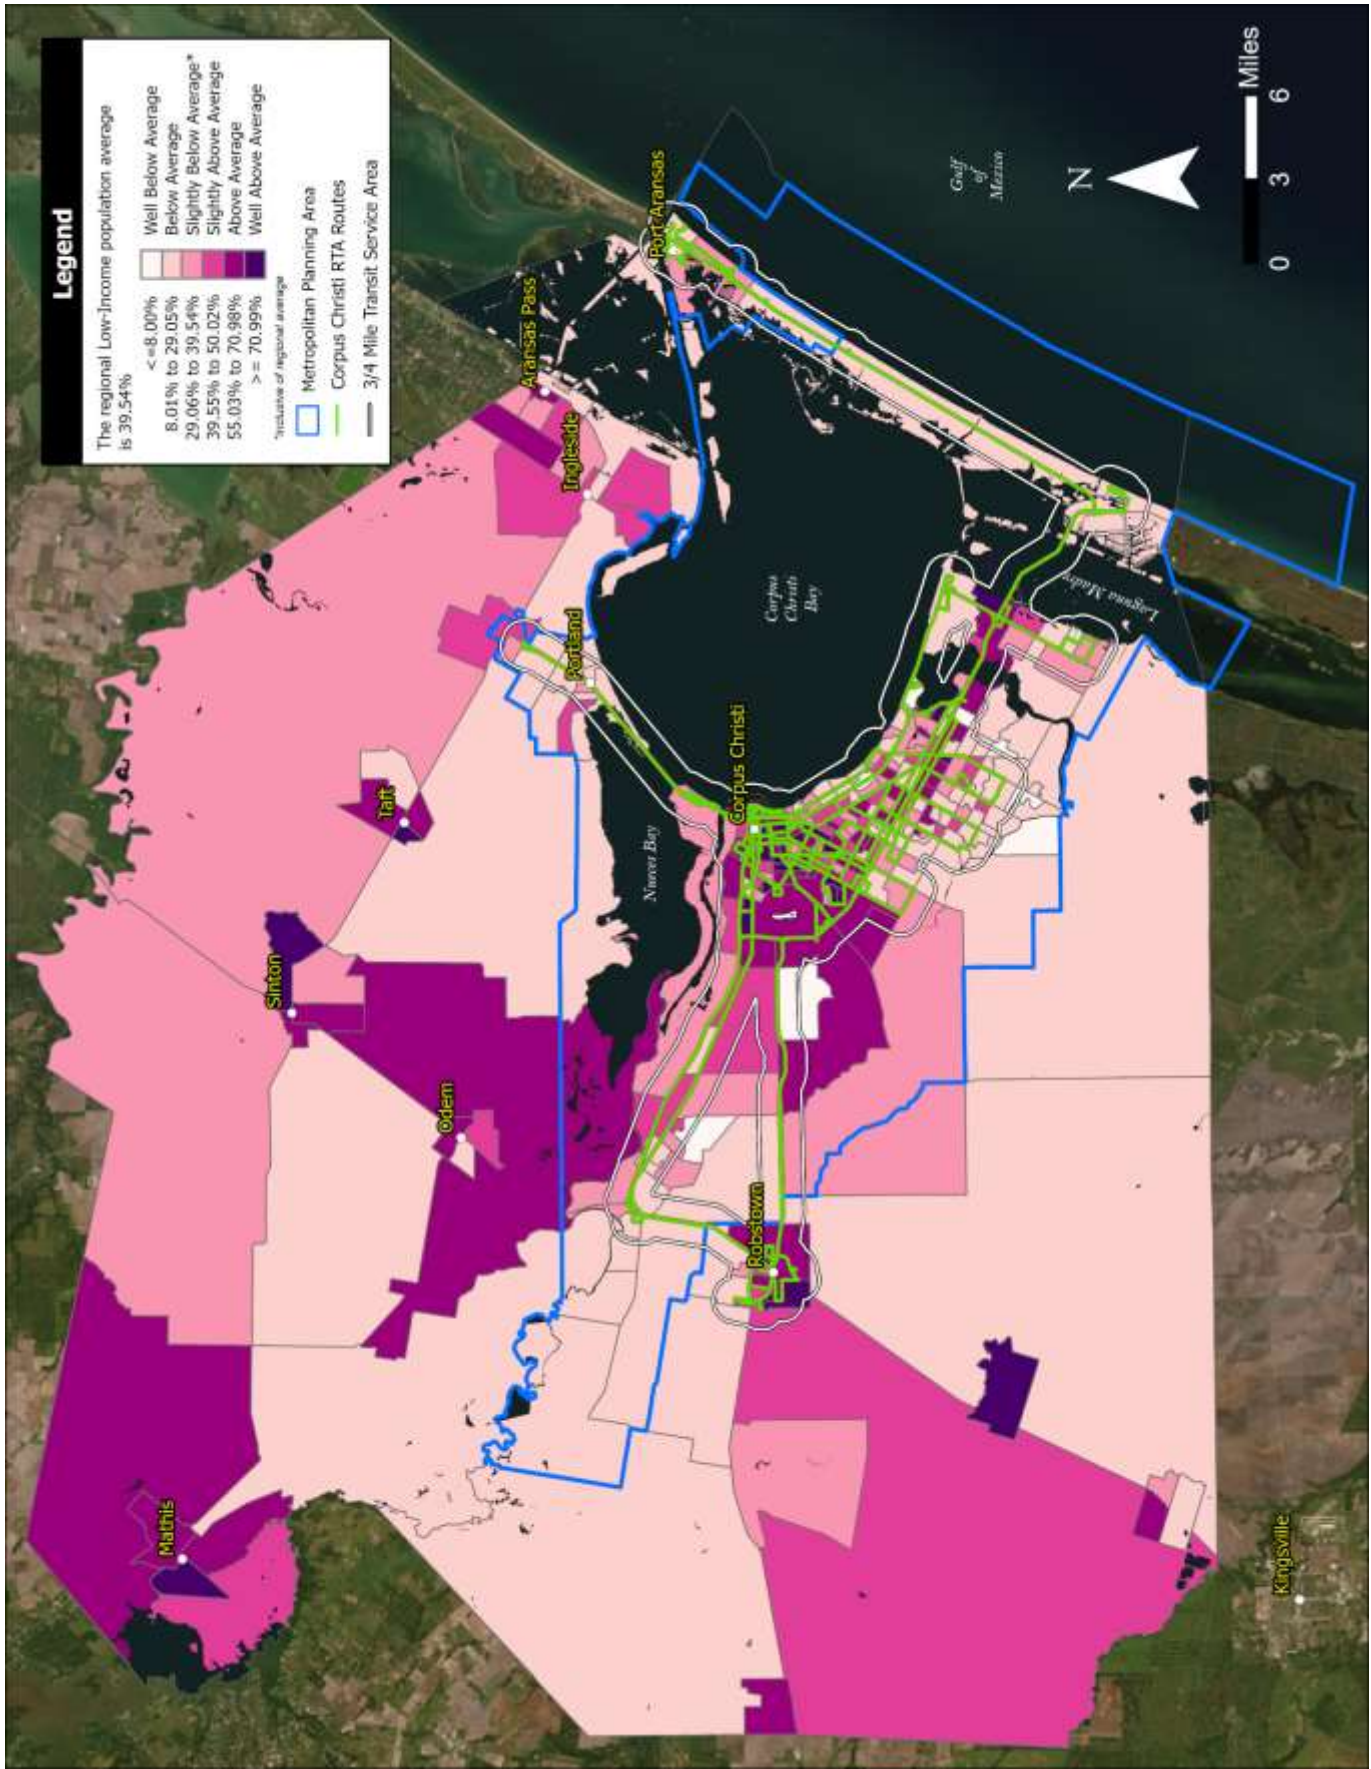 Legend
The regional Low-Income population average
is 39.54%
<=8.00% Well Below Average
8.01% to 29.05% Below Average
29.06% to 39.54% Slightly Below Average*
39.55% to 50.02% Slightly Above Average
55.03% to 70.98% Above Average
>= 70.99% Well Above Average
*Inclusive of regional average
Metropolitan Planning Area
Corpus Christi RTA Routes
3/4 Mile Transit Service Area
Mathis
Sinton
Taft
Odem
Portland
Ingleside
Aransas Pass
Port Aransas
Nueces Bay
Corpus Christi
Corpus
Christi
Bay
Robstown
Laguna Madre
Gulf
of
Mexico
Kingsville
N
0 3 6 Miles